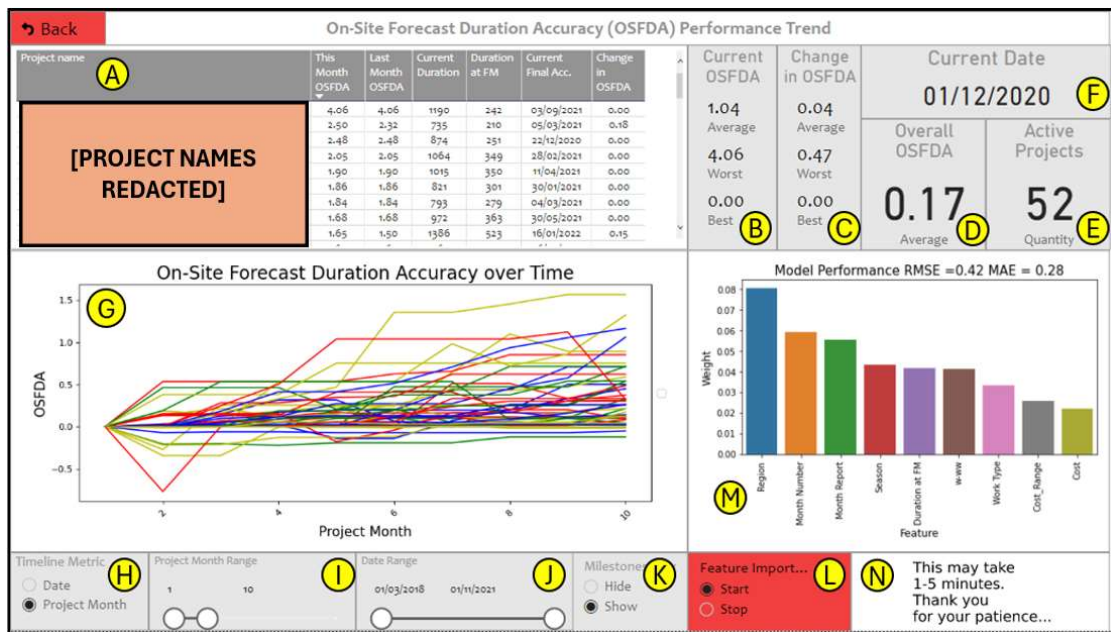 Back
On-Site Forecast Duration Accuracy (OSFDA) Performance Trend
Project name
A
This Month OSFDA
Last Month OSFDA
Current Duration
Duration at FM
Current Final Acc.
Change in OSFDA
[PROJECT NAMES
REDACTED]
4.06 4.06 1190 242 03/09/2021 0.00
2.50 2.32 735 210 05/03/2021 0.18
2.48 2.48 874 251 22/12/2020 0.00
2.05 2.05 1064 349 28/02/2021 0.00
1.90 1.90 1015 350 11/04/2021 0.00
1.86 1.86 821 301 30/01/2021 0.00
1.84 1.84 793 279 04/03/2021 0.00
1.68 1.68 972 363 30/05/2021 0.00
1.65 1.50 1386 523 16/01/2022 0.15
Current
OSFDA
1.04
Average
4.06
Worst
0.00
Best
B
Change
in OSFDA
0.04
Average
0.47
Worst
0.00
Best
C
Current Date
01/12/2020
F
Overall
OSFDA
0.17
Average
D
Active
Projects
52
Quantity
E
G
On-Site Forecast Duration Accuracy over Time
OSFDA
1.5
1.0
0.5
0.0
−0.5
2 4 6 8 10
Project Month
Model Performance RMSE =0.42 MAE = 0.28
Weight
0.08
0.07
0.06
0.05
0.04
0.03
0.02
0.01
0.00
M
Region
Month Number
Month Report
Season
Duration at FM
w-ww
Work Type
Cost_Range
Cost
Feature
Timeline Metric
Date
Project Month
H
Project Month Range
1 10
I
Date Range
01/03/2018 01/11/2021
J
Milestone
Hide
Show
K
Feature Import...
Start
Stop
L
N
This may take
1-5 minutes.
Thank you
for your patience...